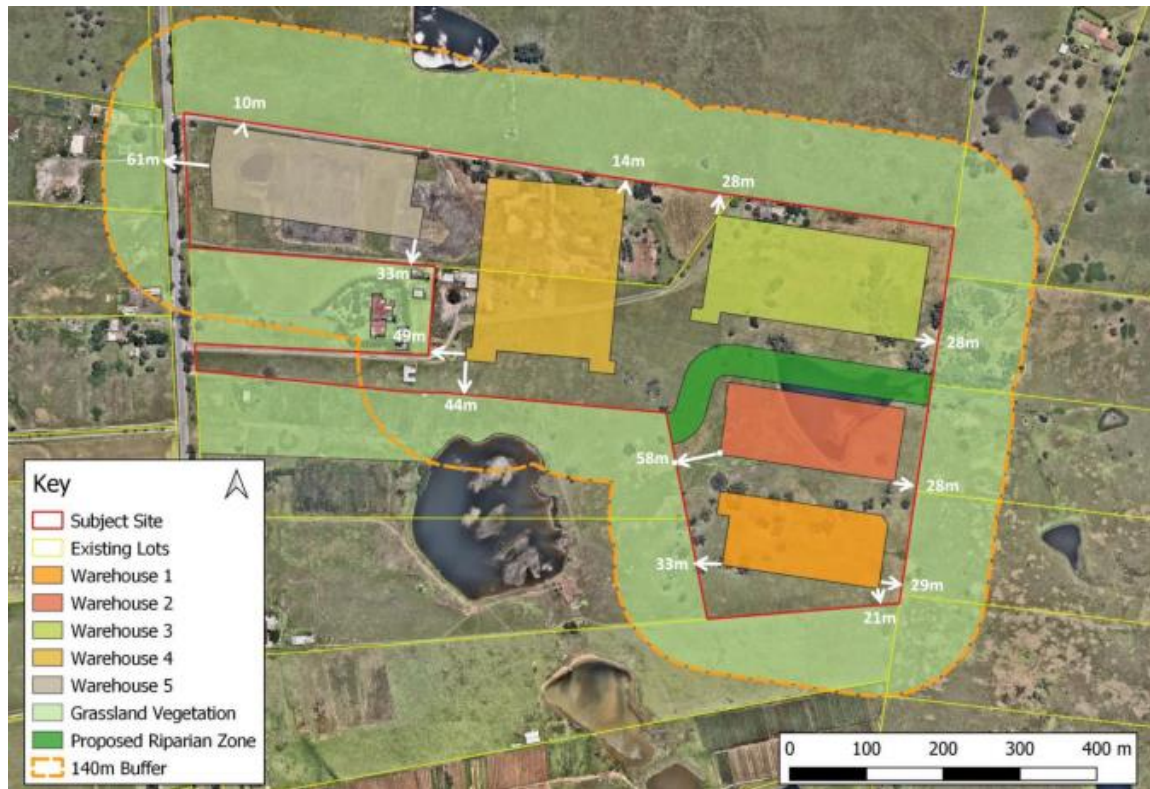 10m
61m
14m
28m
33m
49m
28m
44m
58m
28m
33m
29m
21m
Key
Subject Site
Existing Lots
Warehouse 1
Warehouse 2
Warehouse 3
Warehouse 4
Warehouse 5
Grassland Vegetation
Proposed Riparian Zone
140m Buffer
0 100 200 300 400 m